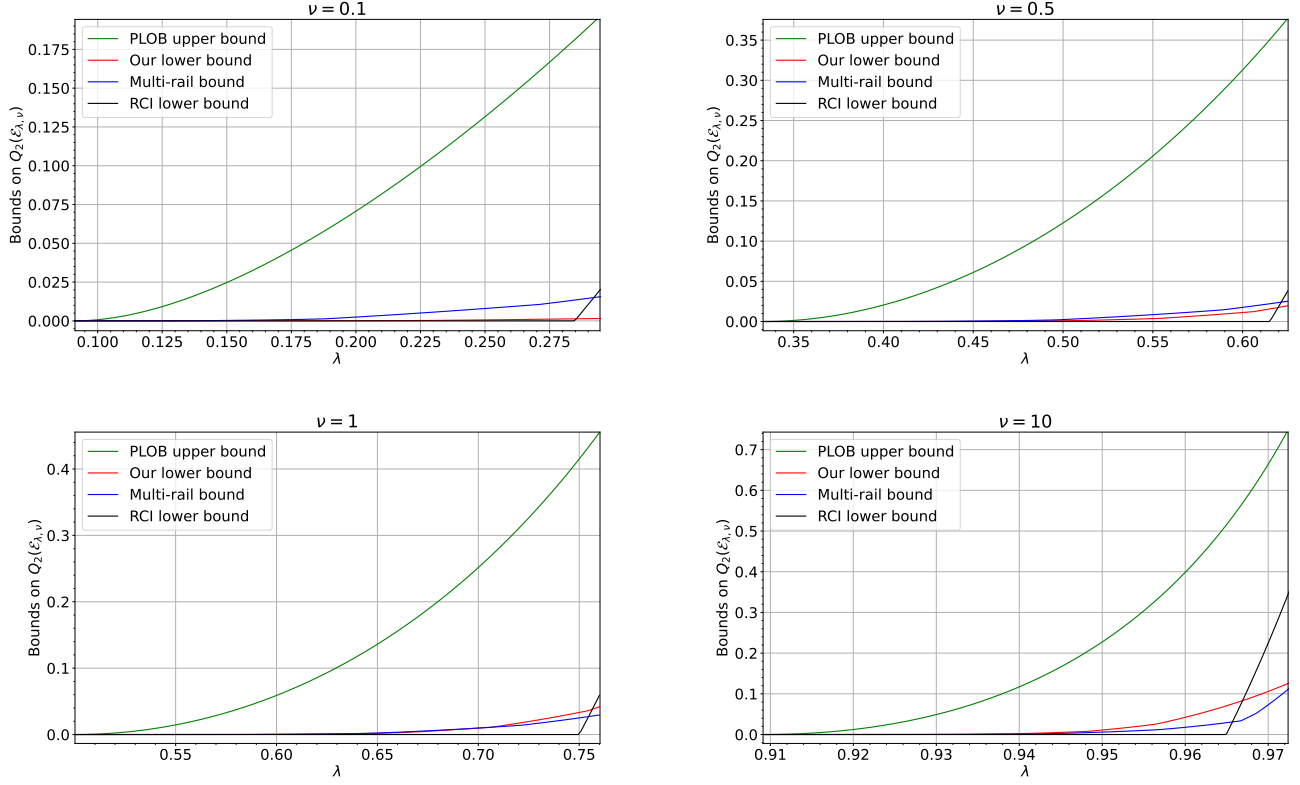 ν = 0.1
PLOB upper bound
Our lower bound
Multi-rail bound
RCI lower bound
Bounds on Q₂(ℰ_{λ,ν})
0.175
0.150
0.125
0.100
0.075
0.050
0.025
0.000
0.100 0.125 0.150 0.175 0.200 0.225 0.250 0.275
λ
ν = 0.5
PLOB upper bound
Our lower bound
Multi-rail bound
RCI lower bound
Bounds on Q₂(ℰ_{λ,ν})
0.35
0.30
0.25
0.20
0.15
0.10
0.05
0.00
0.35 0.40 0.45 0.50 0.55 0.60
λ
ν = 1
PLOB upper bound
Our lower bound
Multi-rail bound
RCI lower bound
Bounds on Q₂(ℰ_{λ,ν})
0.4
0.3
0.2
0.1
0.0
0.55 0.60 0.65 0.70 0.75
λ
ν = 10
PLOB upper bound
Our lower bound
Multi-rail bound
RCI lower bound
Bounds on Q₂(ℰ_{λ,ν})
0.7
0.6
0.5
0.4
0.3
0.2
0.1
0.0
0.91 0.92 0.93 0.94 0.95 0.96 0.97
λ